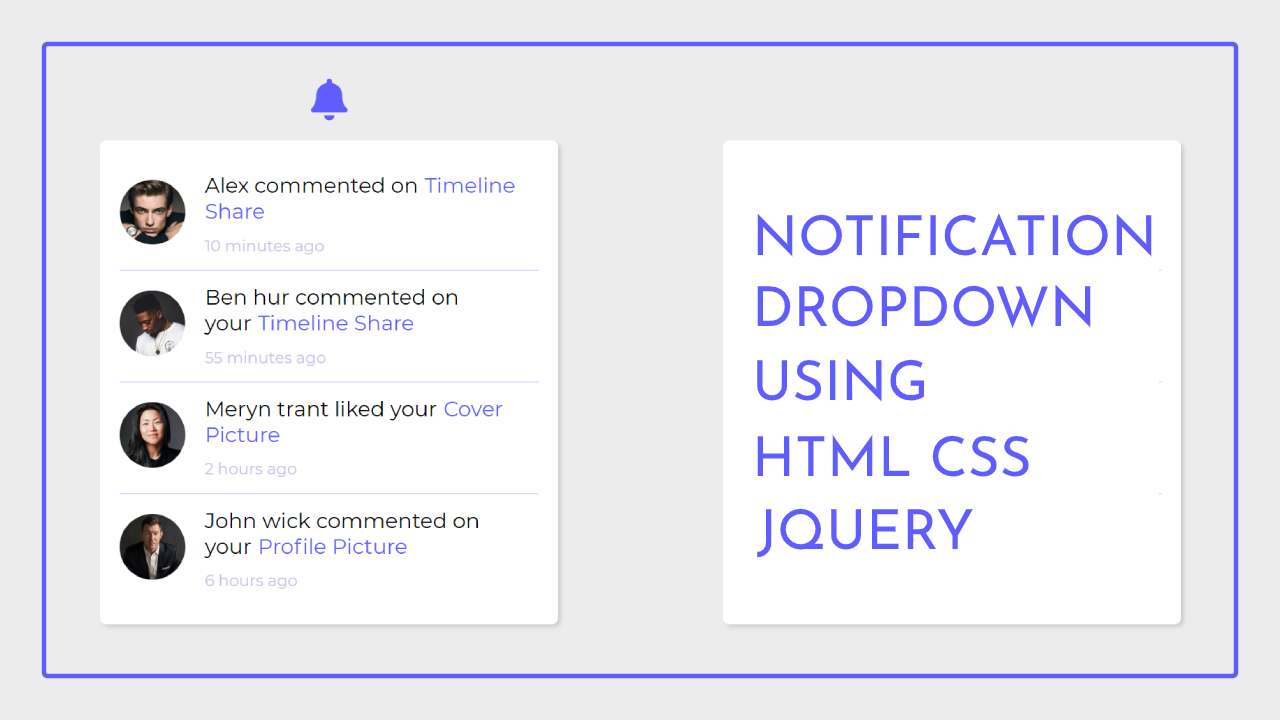 Alex commented on Timeline
Share
10 minutes ago
Ben hur commented on
your Timeline Share
55 minutes ago
Meryn trant liked your Cover
Picture
2 hours ago
John wick commented on
your Profile Picture
6 hours ago
NOTIFICATION
DROPDOWN
USING
HTML CSS
JQUERY